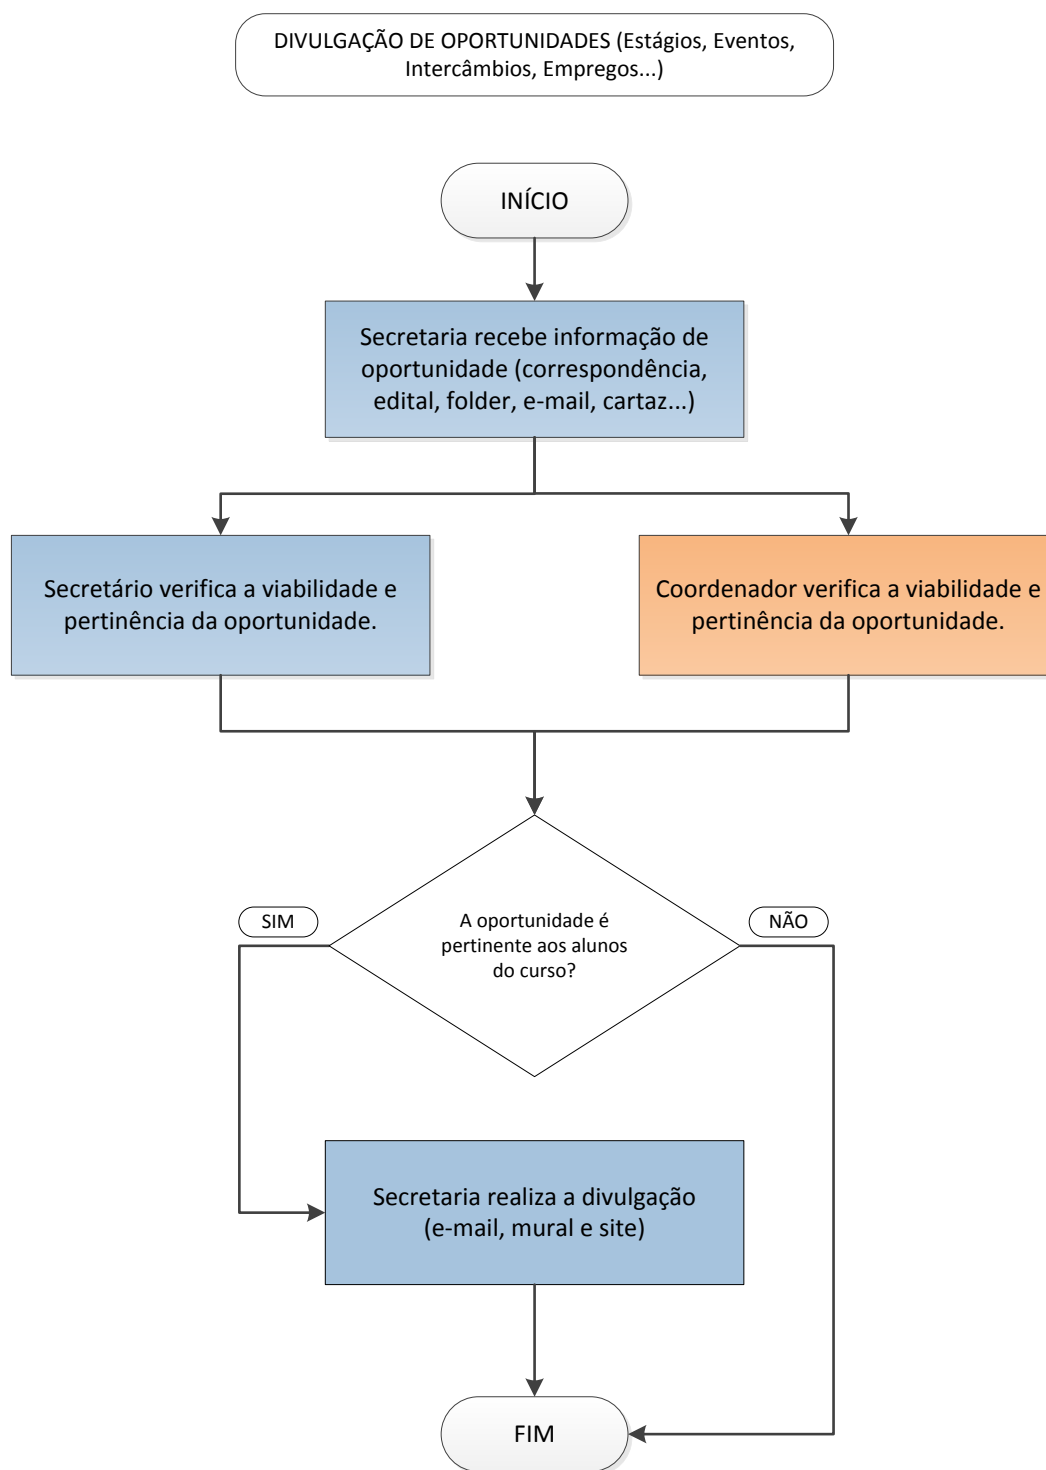 DIVULGAÇÃO DE OPORTUNIDADES (Estágios, Eventos,
Intercâmbios, Empregos...)
INÍCIO
Secretaria recebe informação de
oportunidade (correspondência,
edital, folder, e-mail, cartaz...)
Secretário verifica a viabilidade e
pertinência da oportunidade.
Coordenador verifica a viabilidade e
pertinência da oportunidade.
SIM
A oportunidade é
pertinente aos alunos
do curso?
NÃO
Secretaria realiza a divulgação
(e-mail, mural e site)
FIM